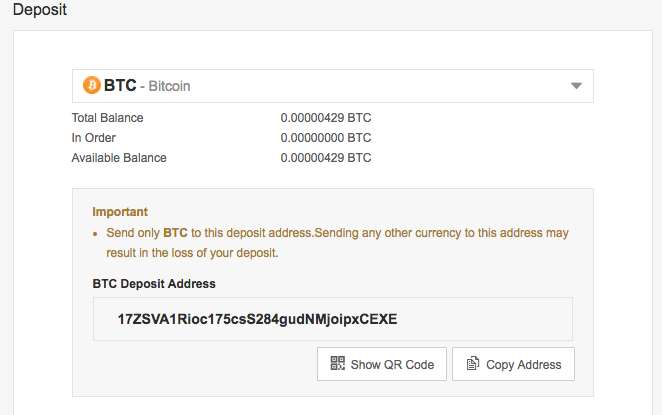 Deposit
BTC - Bitcoin
Total Balance 0.00000429 BTC
In Order 0.00000000 BTC
Available Balance 0.00000429 BTC
Important
• Send only BTC to this deposit address.Sending any other currency to this address may
result in the loss of your deposit.
BTC Deposit Address
17ZSVA1Rioc175csS284gudNMjoipxCEXE
Show QR Code Copy Address